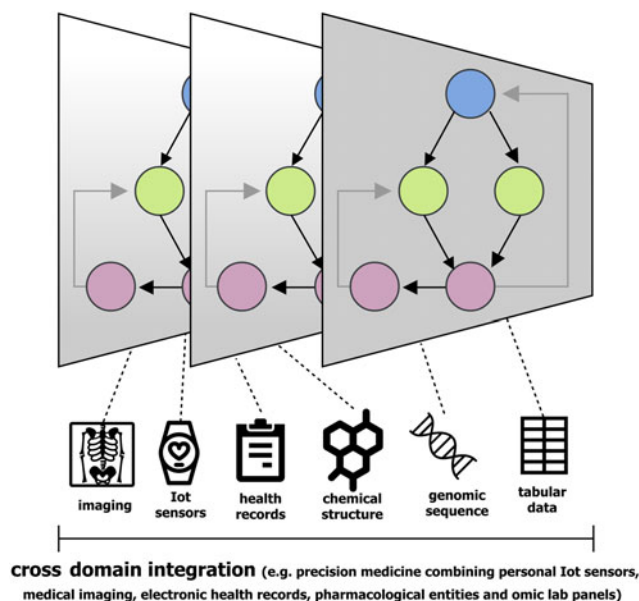 imaging
Iot
sensors
health
records
chemical
structure
genomic
sequence
tabular
data
cross domain integration (e.g. precision medicine combining personal Iot sensors,
medical imaging, electronic health records, pharmacological entities and omic lab panels)